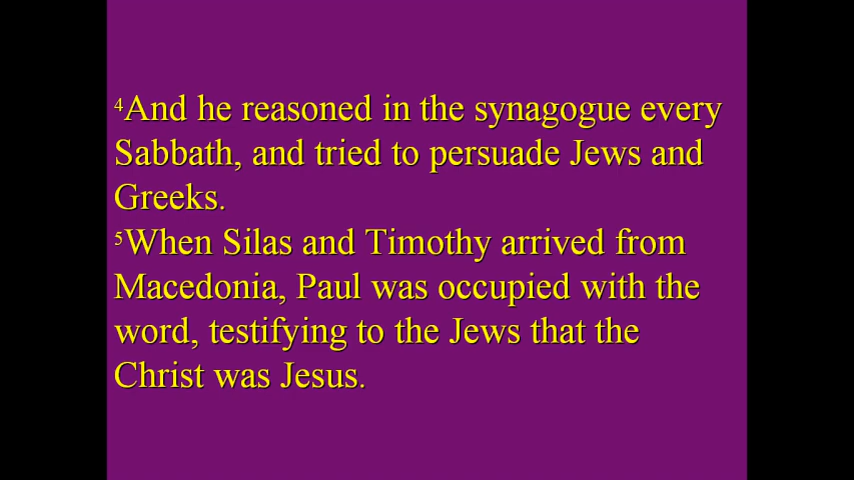 ⁴And he reasoned in the synagogue every
Sabbath, and tried to persuade Jews and
Greeks.
⁵When Silas and Timothy arrived from
Macedonia, Paul was occupied with the
word, testifying to the Jews that the
Christ was Jesus.